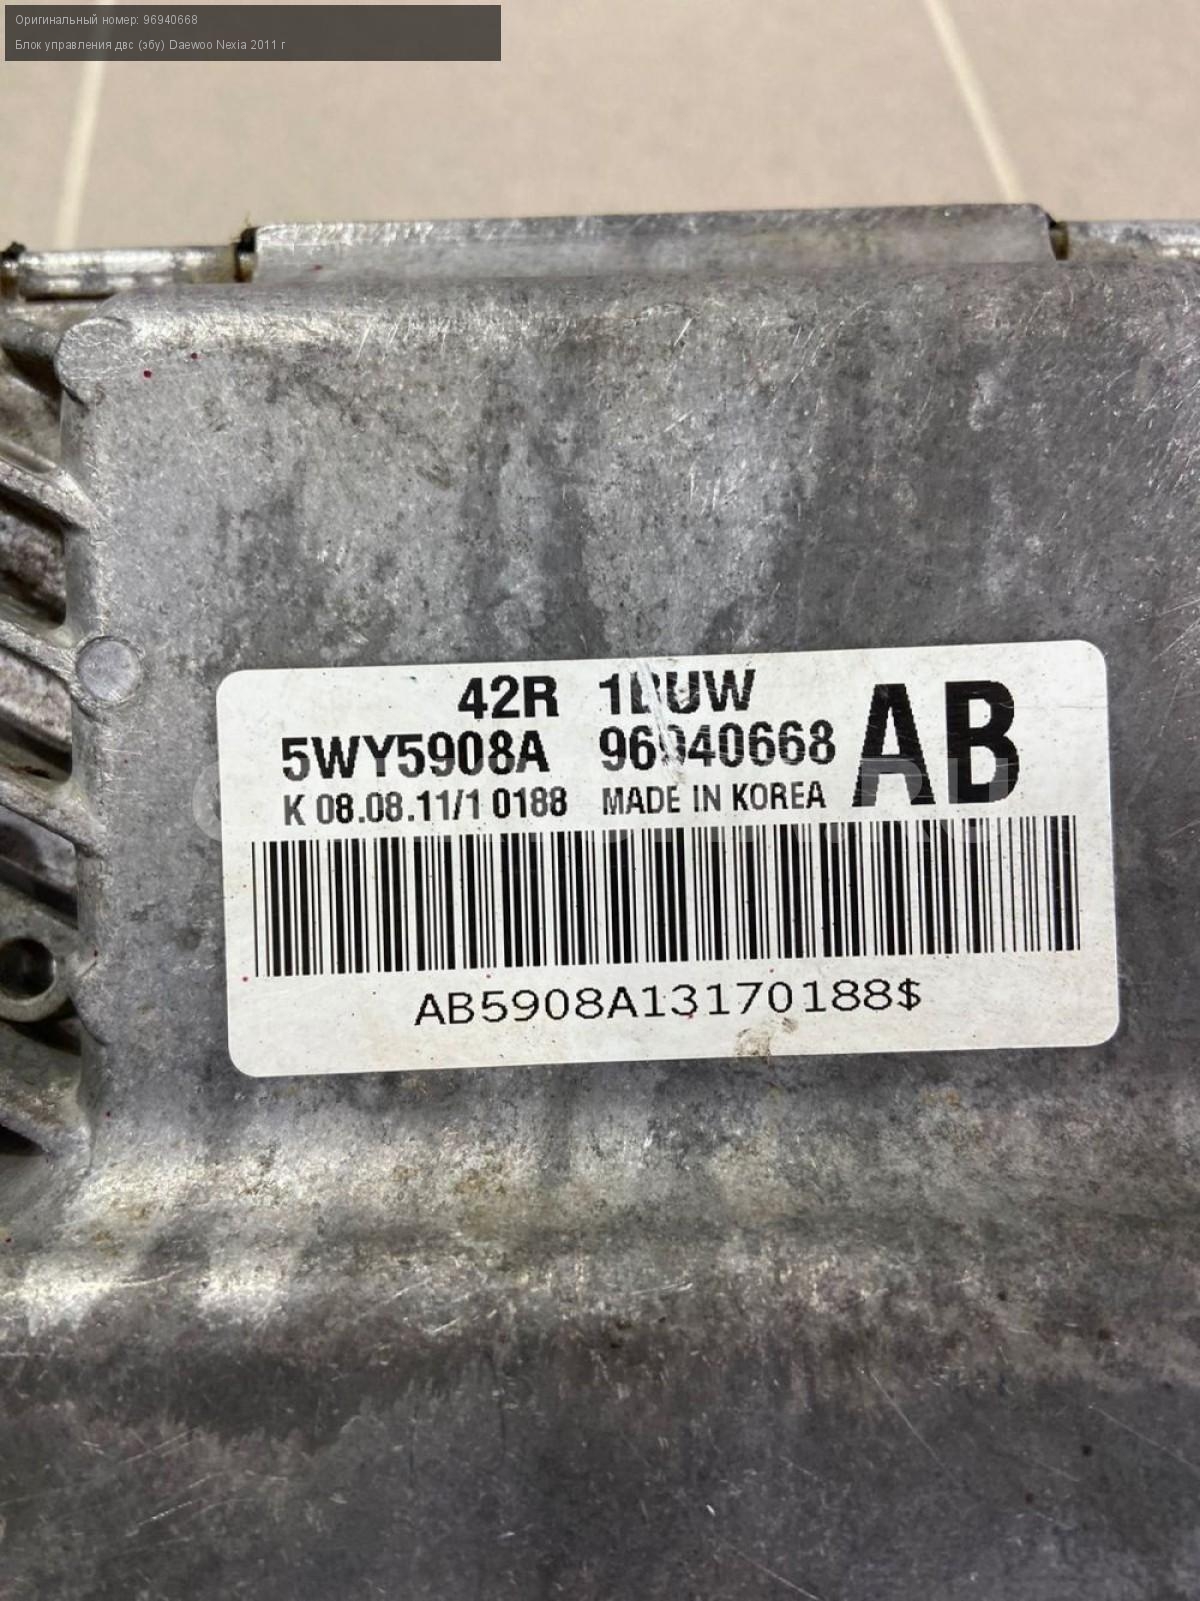 Оригинальный номер: 96940668
Блок управления двс (эбу) Daewoo Nexia 2011 г
42R 1BUW
5WY5908A 96940668 AB
K 08.08.11/1 0188 MADE IN KOREA
AB5908A13170188$